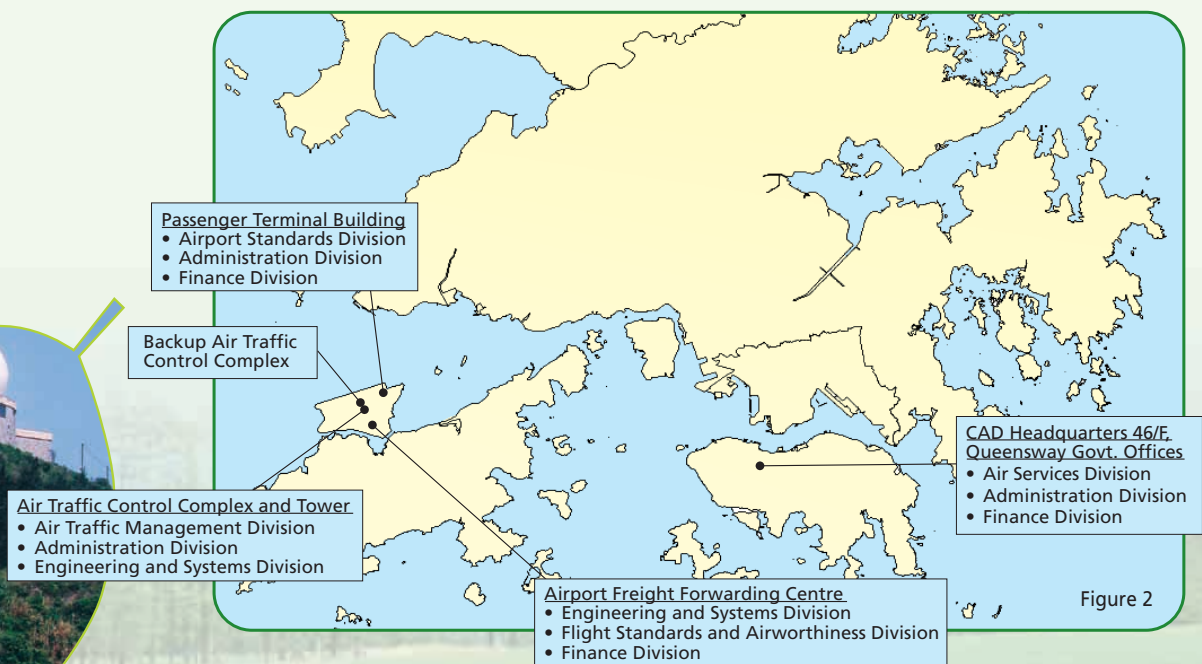 Passenger Terminal Building
• Airport Standards Division
• Administration Division
• Finance Division
Backup Air Traffic
Control Complex
Air Traffic Control Complex and Tower
• Air Traffic Management Division
• Administration Division
• Engineering and Systems Division
CAD Headquarters 46/F,
Queensway Govt. Offices
• Air Services Division
• Administration Division
• Finance Division
Airport Freight Forwarding Centre
• Engineering and Systems Division
• Flight Standards and Airworthiness Division
• Finance Division
Figure 2